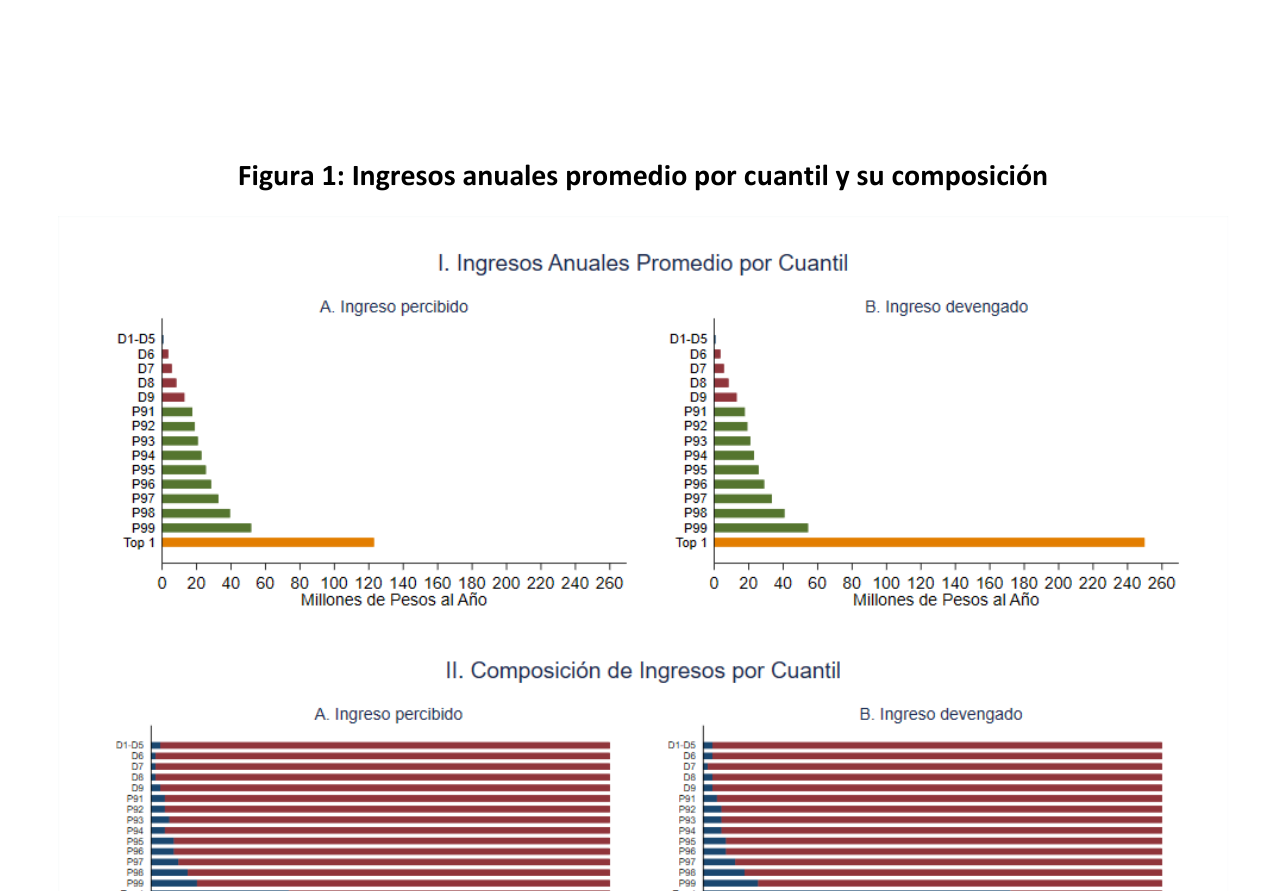 Figura 1: Ingresos anuales promedio por cuantil y su composición
I. Ingresos Anuales Promedio por Cuantil
A. Ingreso percibido
D1-D5
D6
D7
D8
D9
P91
P92
P93
P94
P95
P96
P97
P98
P99
Top 1
0 20 40 60 80 100 120 140 160 180 200 220 240 260
Millones de Pesos al Año
B. Ingreso devengado
D1-D5
D6
D7
D8
D9
P91
P92
P93
P94
P95
P96
P97
P98
P99
Top 1
0 20 40 60 80 100 120 140 160 180 200 220 240 260
Millones de Pesos al Año
II. Composición de Ingresos por Cuantil
A. Ingreso percibido
D1-D5
D6
D7
D8
D9
P91
P92
P93
P94
P95
P96
P97
P98
P99
B. Ingreso devengado
D1-D5
D6
D7
D8
D9
P91
P92
P93
P94
P95
P96
P97
P98
P99